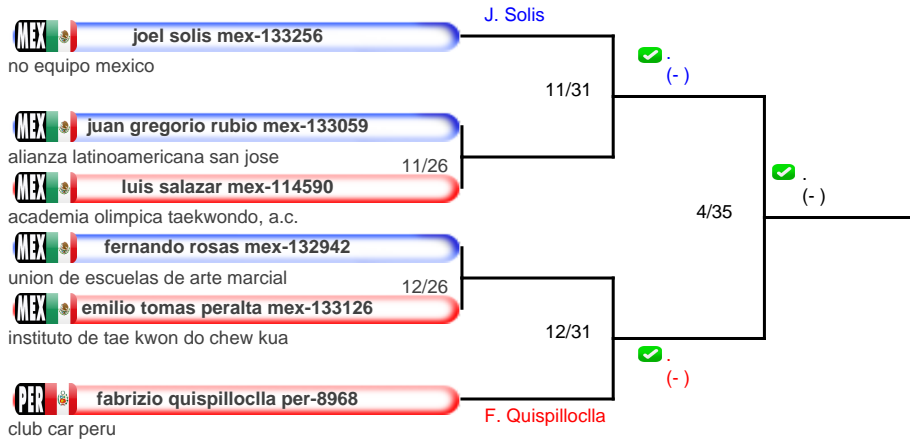 J. Solis
MEX joel solis mex-133256
no equipo mexico
.
(- )
11/31
MEX juan gregorio rubio mex-133059
alianza latinoamericana san jose
11/26
MEX luis salazar mex-114590
academia olimpica taekwondo, a.c.
.
(- )
4/35
MEX fernando rosas mex-132942
union de escuelas de arte marcial
12/26
MEX emilio tomas peralta mex-133126
instituto de tae kwon do chew kua
12/31
.
(- )
PER fabrizio quispilloclla per-8968
F. Quispilloclla
club car peru